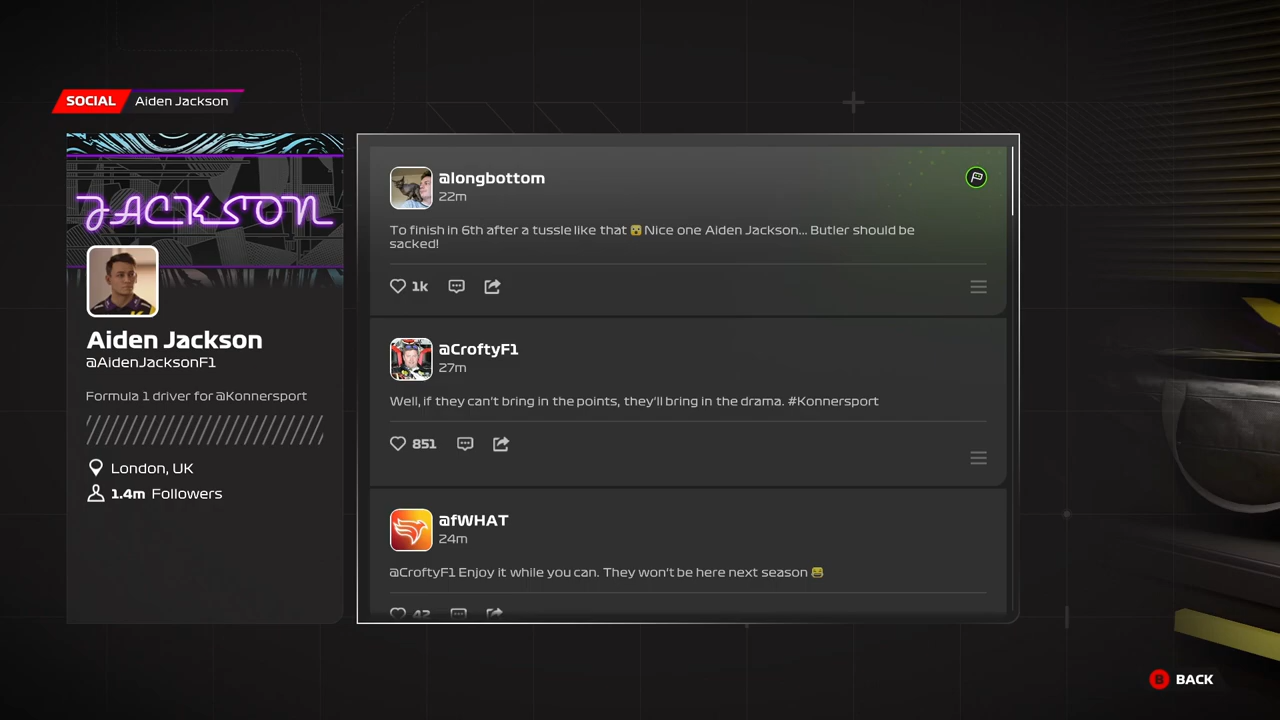 SOCIAL Aiden Jackson
JACKSON
Aiden Jackson
@AidenJacksonF1
Formula 1 driver for @Konnersport
London, UK
1.4m Followers
@longbottom
22m
To finish in 6th after a tussle like that 😮 Nice one Aiden Jackson... Butler should be
sacked!
1k
@CroftyF1
27m
Well, if they can't bring in the points, they'll bring in the drama. #Konnersport
851
@fWHAT
24m
@CroftyF1 Enjoy it while you can. They won't be here next season 😆
42
B BACK